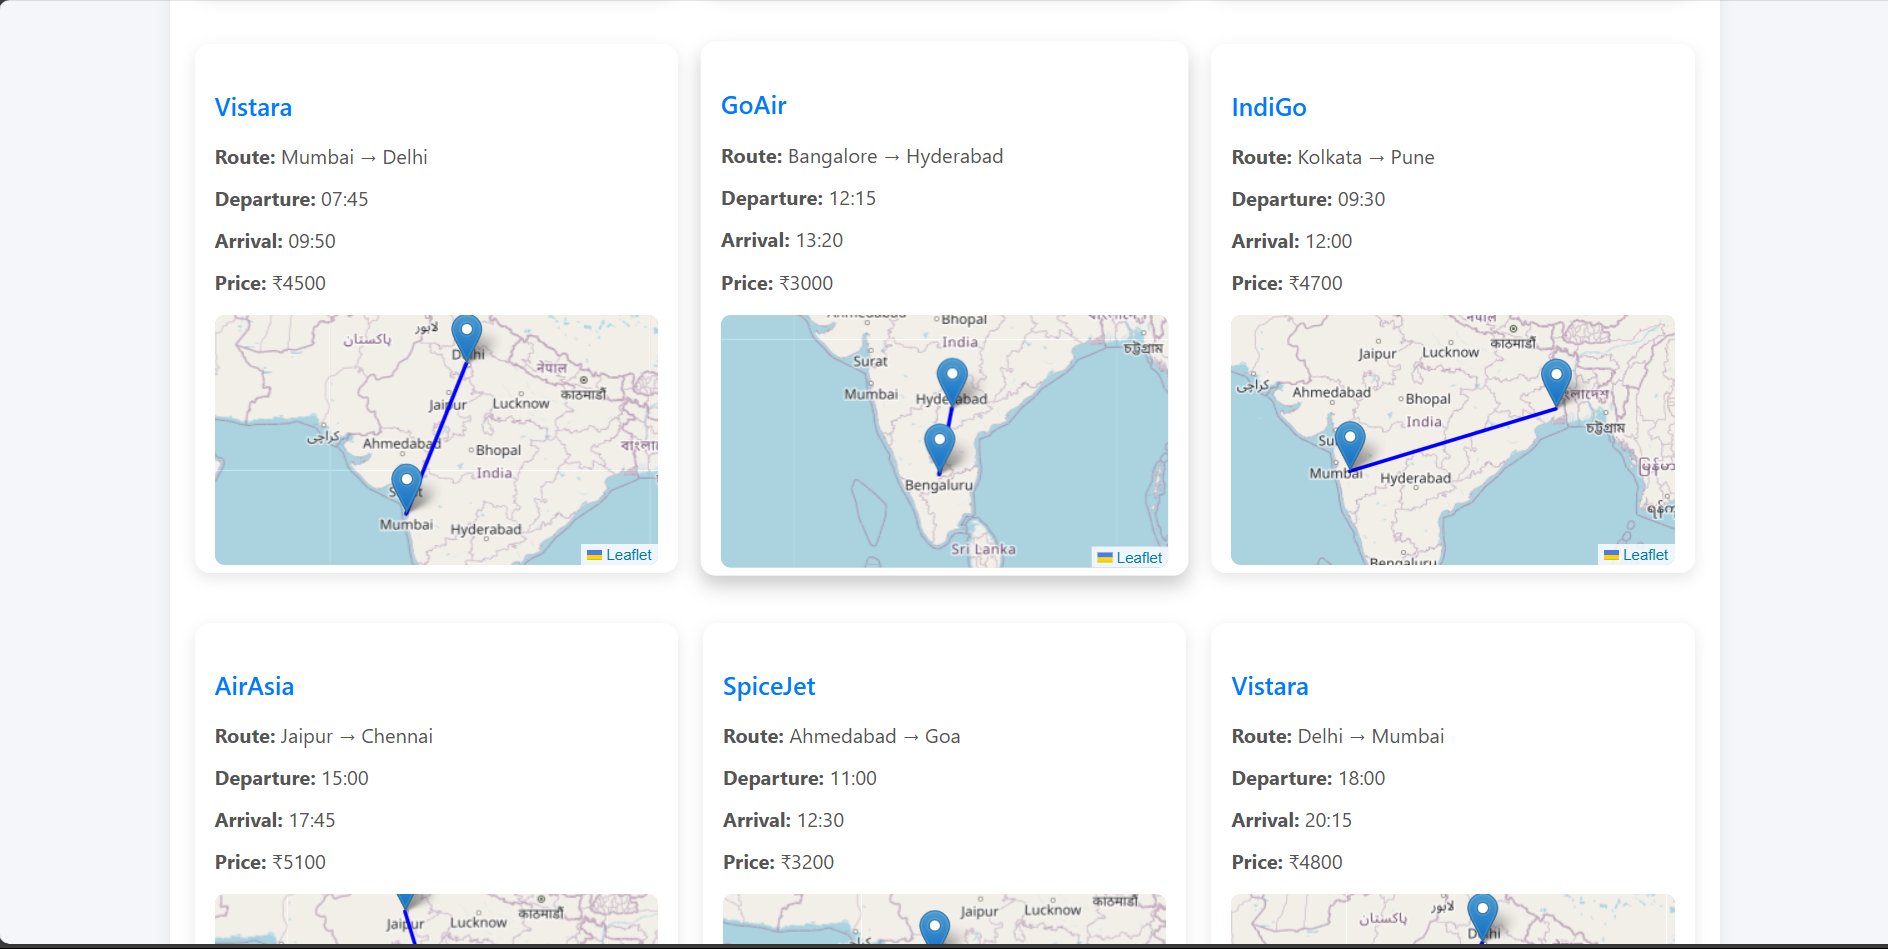 Vistara
Route: Mumbai → Delhi
Departure: 07:45
Arrival: 09:50
Price: ₹4500
لاہور
پاکستان
नेपाल
काठमाडौं
Lucknow
کراچی
Ahmedabad
Bhopal
India
Mumbai
Hyderabad
Leaflet
GoAir
Route: Bangalore → Hyderabad
Departure: 12:15
Arrival: 13:20
Price: ₹3000
Bhopal
India
চট্টগ্রাম
Surat
Mumbai
Bengaluru
Sri Lanka
Leaflet
IndiGo
Route: Kolkata → Pune
Departure: 09:30
Arrival: 12:00
Price: ₹4700
काठमाडौं
Jaipur
Lucknow
کراچی
Ahmedabad
Bhopal
India
চট্টগ্রাম
Mumbai
Hyderabad
Bengaluru
Leaflet
AirAsia
Route: Jaipur → Chennai
Departure: 15:00
Arrival: 17:45
Price: ₹5100
काठमाडौं
Jaipur
Lucknow
SpiceJet
Route: Ahmedabad → Goa
Departure: 11:00
Arrival: 12:30
Price: ₹3200
काठमाडौं
Jaipur
Lucknow
Vistara
Route: Delhi → Mumbai
Departure: 18:00
Arrival: 20:15
Price: ₹4800
لاہور
پاکستان
नेपाल